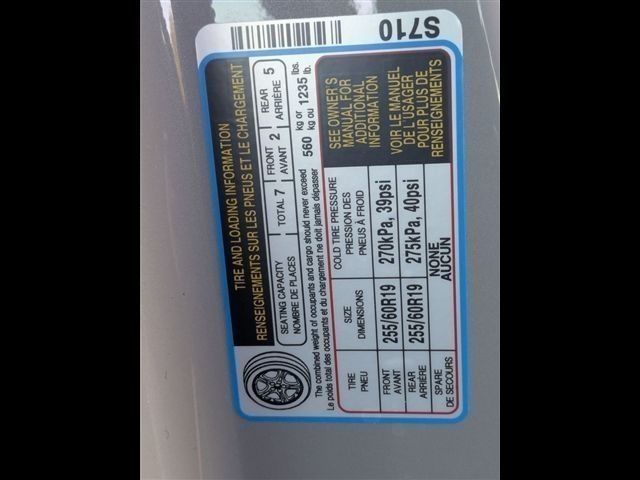 S710
TIRE AND LOADING INFORMATION
RENSEIGNEMENTS SUR LES PNEUS ET LE CHARGEMENT
SEATING CAPACITY
NOMBRE DE PLACES
TOTAL 7
FRONT 2
AVANT
REAR 5
ARRIÈRE
The combined weight of occupants and cargo should never exceed 560 kg or 1235 lbs.
Le poids total des occupants et du chargement ne doit jamais dépasser kg ou lb.
TIRE
PNEU
SIZE
DIMENSIONS
COLD TIRE PRESSURE
PRESSION DES
PNEUS À FROID
FRONT
AVANT
255/60R19
270kPa, 39psi
REAR
ARRIÈRE
255/60R19
275kPa, 40psi
SPARE
DE SECOURS
NONE
AUCUN
SEE OWNER'S
MANUAL FOR
ADDITIONAL
INFORMATION
VOIR LE MANUEL
DE L'USAGER
POUR PLUS DE
RENSEIGNEMENTS